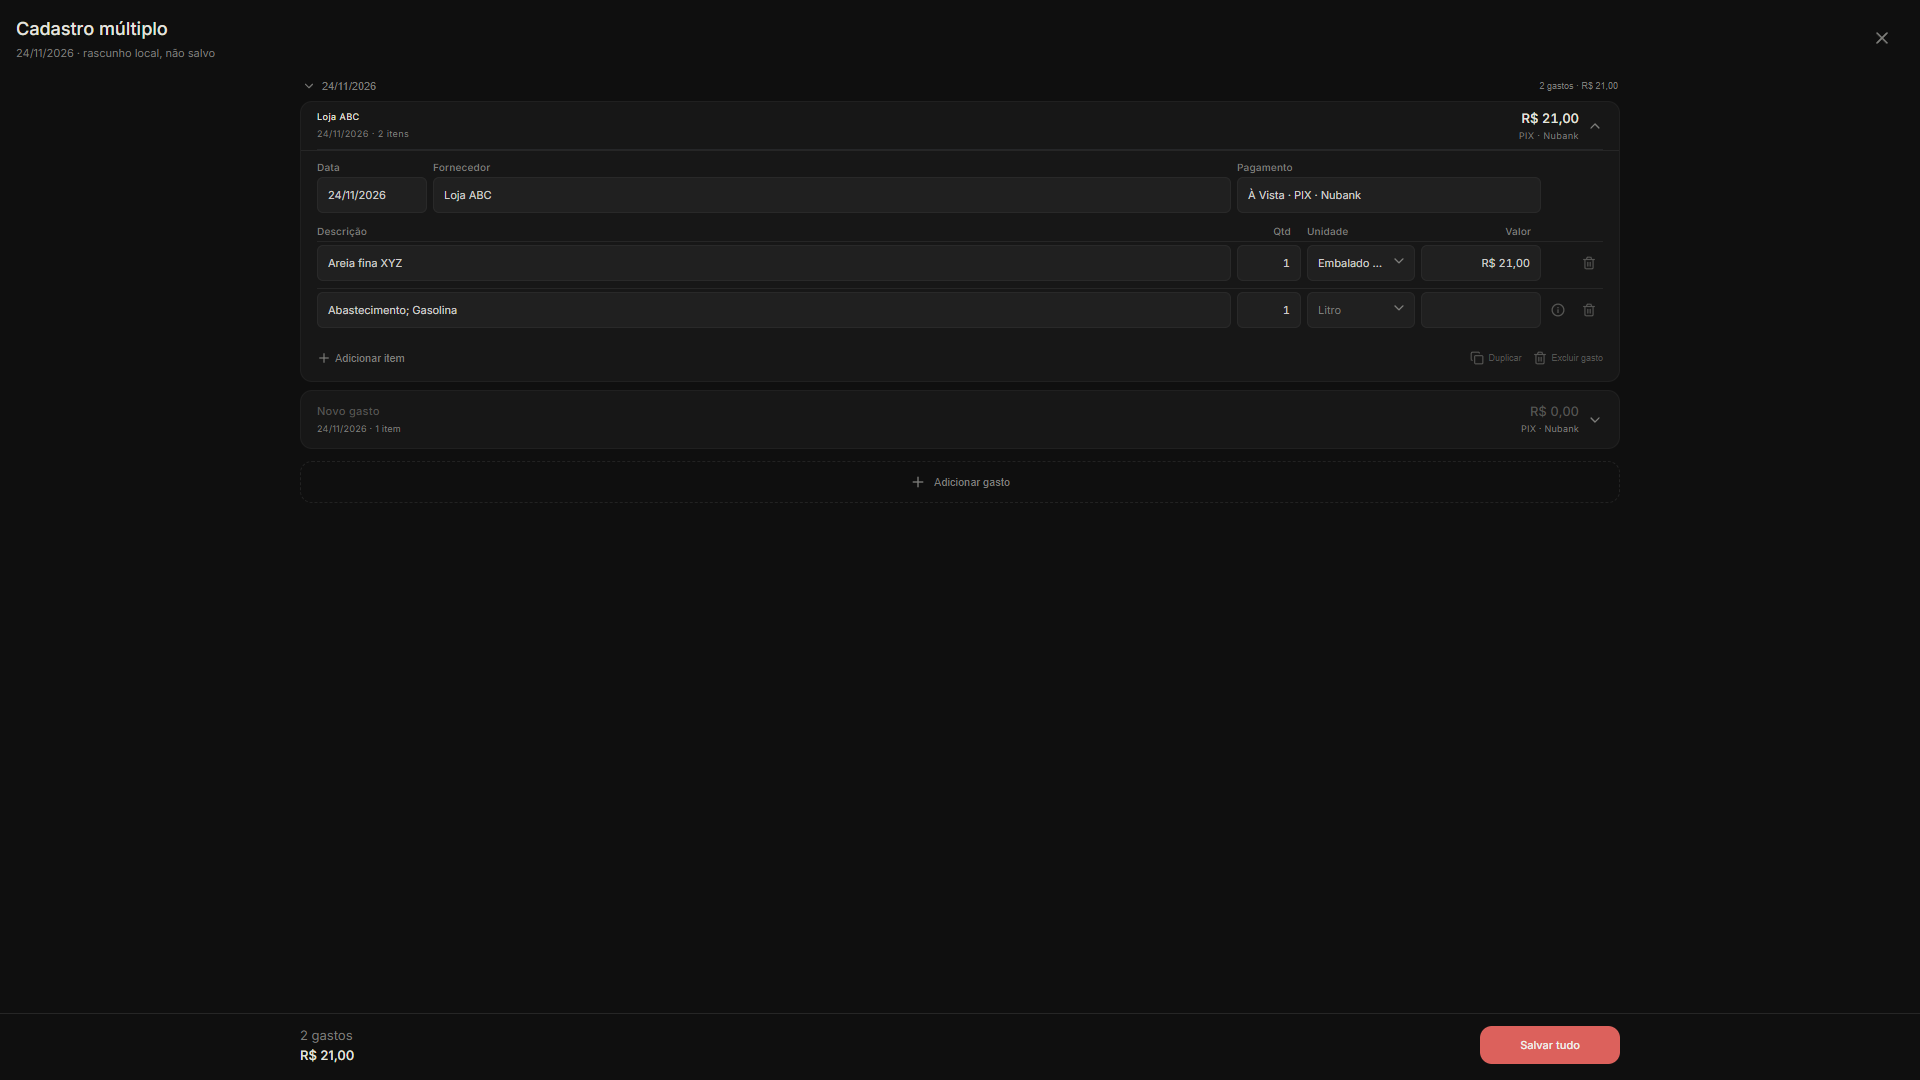 Cadastro múltiplo
24/11/2026 · rascunho local, não salvo
24/11/2026
2 gastos · R$ 21,00
Loja ABC
24/11/2026 · 2 itens
R$ 21,00
PIX · Nubank
Data
Fornecedor
Pagamento
24/11/2026
Loja ABC
À Vista · PIX · Nubank
Descrição
Qtd
Unidade
Valor
Areia fina XYZ
1
Embalado ...
R$ 21,00
Abastecimento; Gasolina
1
Litro
Adicionar item
Duplicar
Excluir gasto
Novo gasto
24/11/2026 · 1 item
R$ 0,00
PIX · Nubank
Adicionar gasto
2 gastos
R$ 21,00
Salvar tudo